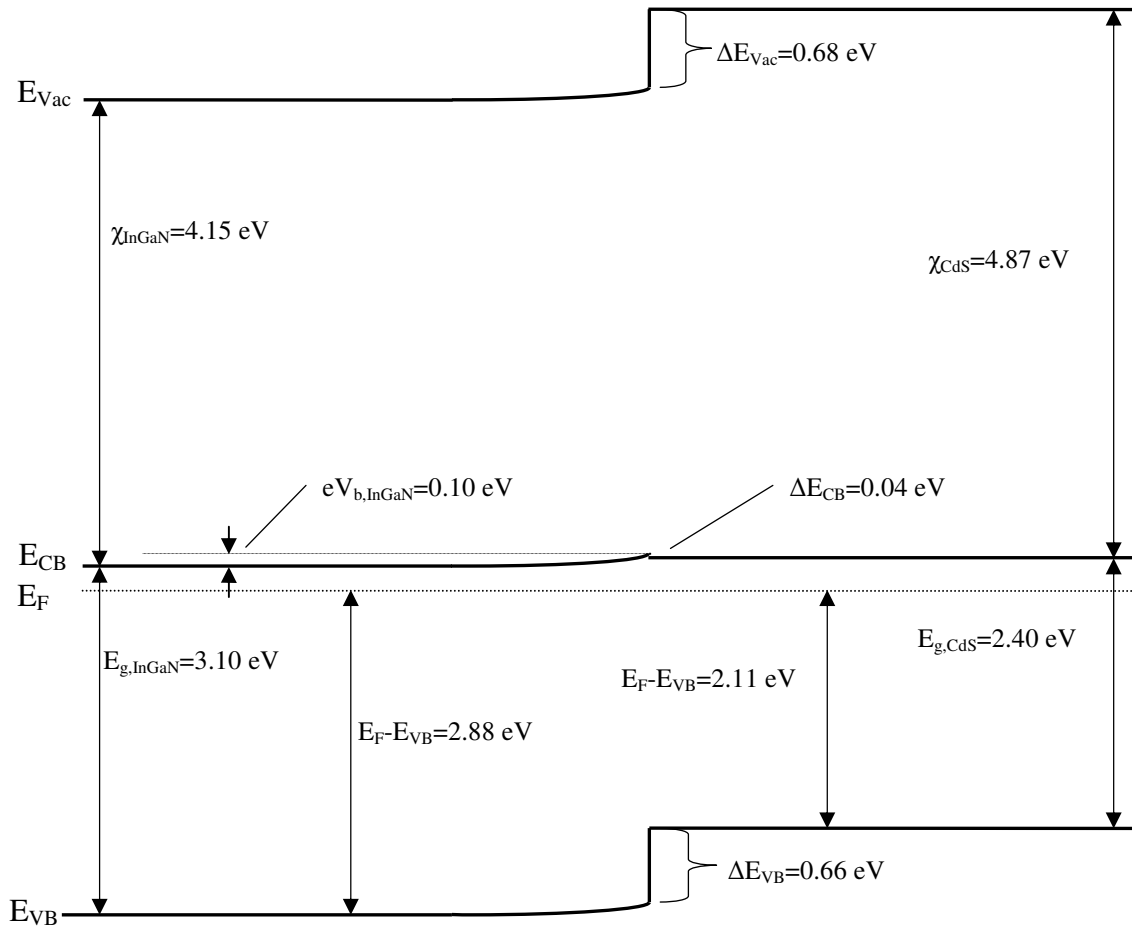 ΔE_Vac=0.68 eV
E_Vac
χ_InGaN=4.15 eV
χ_CdS=4.87 eV
eV_b,InGaN=0.10 eV
ΔE_CB=0.04 eV
E_CB
E_F
E_g,InGaN=3.10 eV
E_g,CdS=2.40 eV
E_F-E_VB=2.11 eV
E_F-E_VB=2.88 eV
ΔE_VB=0.66 eV
E_VB